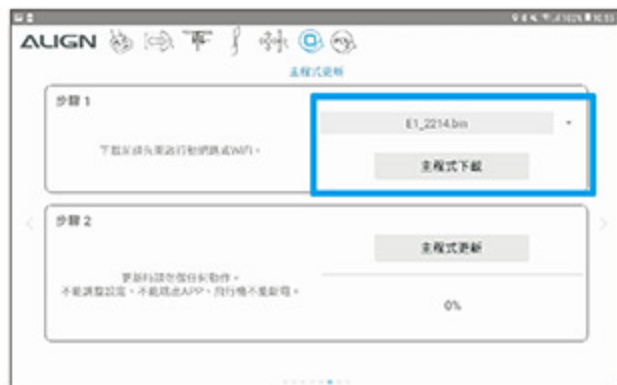 ALIGN
主程式更新
步驟 1
E1_2214.bin
下載前請先開啟行動網路或WiFi。
主程式下載
步驟 2
主程式更新
更新時請勿做任何動作。
不能調整設定、不能跳出APP、飛行機不能斷電。
0%